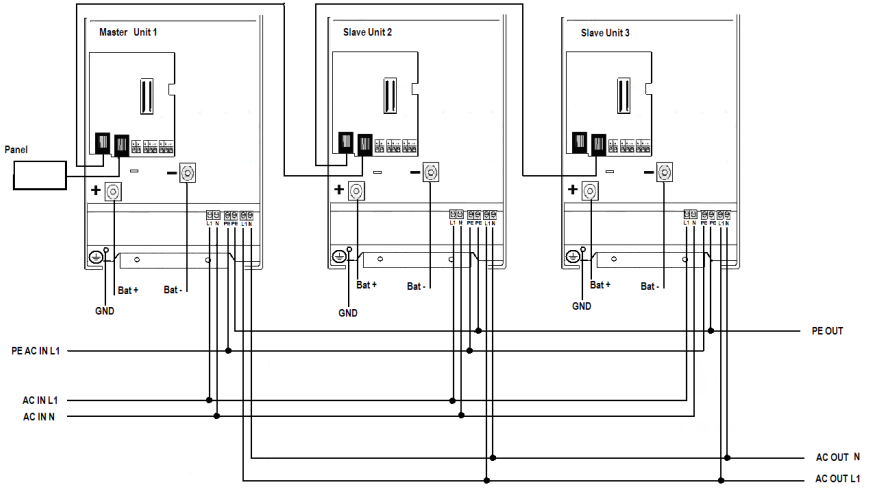 Master Unit 1
Slave Unit 2
Slave Unit 3
Panel
+ −
+ −
+ −
L1 N PE PE L1 N
L1 N PE PE L1 N
L1 N PE PE L1 N
Bat + Bat -
Bat + Bat -
Bat + Bat -
GND
GND
GND
PE OUT
PE AC IN L1
AC IN L1
AC IN N
AC OUT N
AC OUT L1